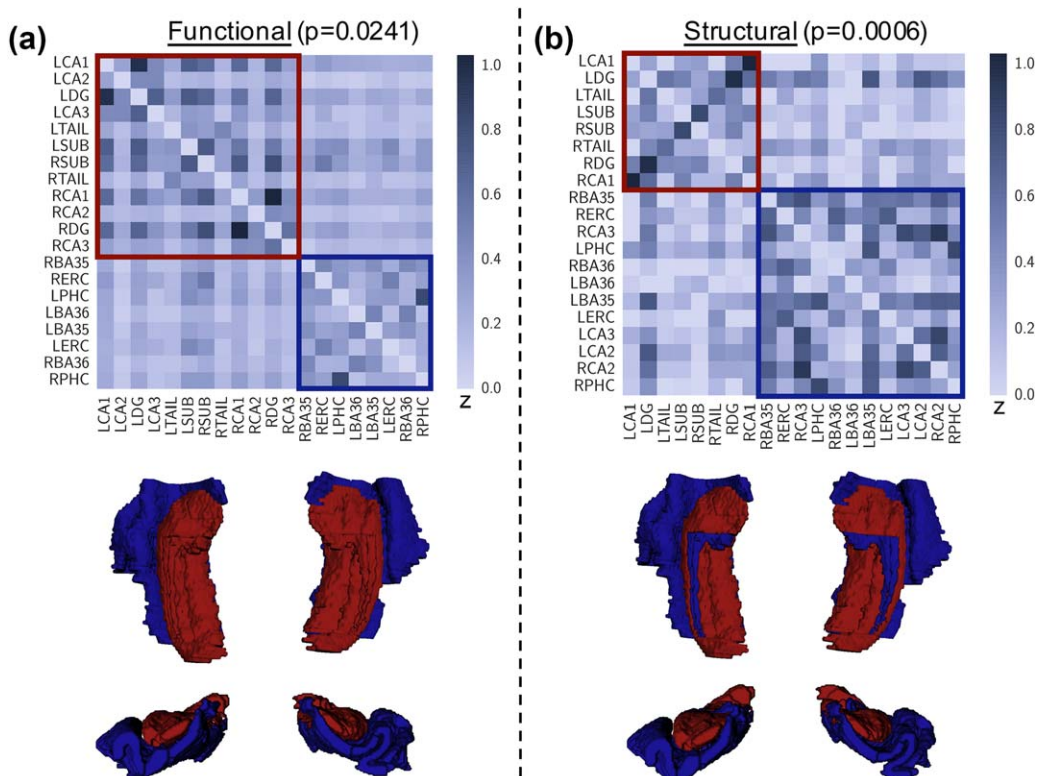 (a)
Functional (p=0.0241)
LCA1
LCA2
LDG
LCA3
LTAIL
LSUB
RSUB
RTAIL
RCA1
RCA2
RDG
RCA3
RBA35
RERC
LPHC
LBA36
LBA35
LERC
RBA36
RPHC
1.0
0.8
0.6
0.4
0.2
0.0
z
LCA1 LCA2 LDG LCA3 LTAIL LSUB RSUB RTAIL RCA1 RCA2 RDG RCA3 RBA35 RERC LPHC LBA36 LBA35 LERC RBA36 RPHC
(b)
Structural (p=0.0006)
LCA1
LDG
LTAIL
LSUB
RSUB
RTAIL
RDG
RCA1
RBA35
RERC
RCA3
LPHC
RBA36
LBA36
LBA35
LERC
LCA3
LCA2
RCA2
RPHC
1.0
0.8
0.6
0.4
0.2
0.0
z
LCA1 LDG LTAIL LSUB RSUB RTAIL RDG RCA1 RBA35 RERC RCA3 LPHC RBA36 LBA36 LBA35 LERC LCA3 LCA2 RCA2 RPHC